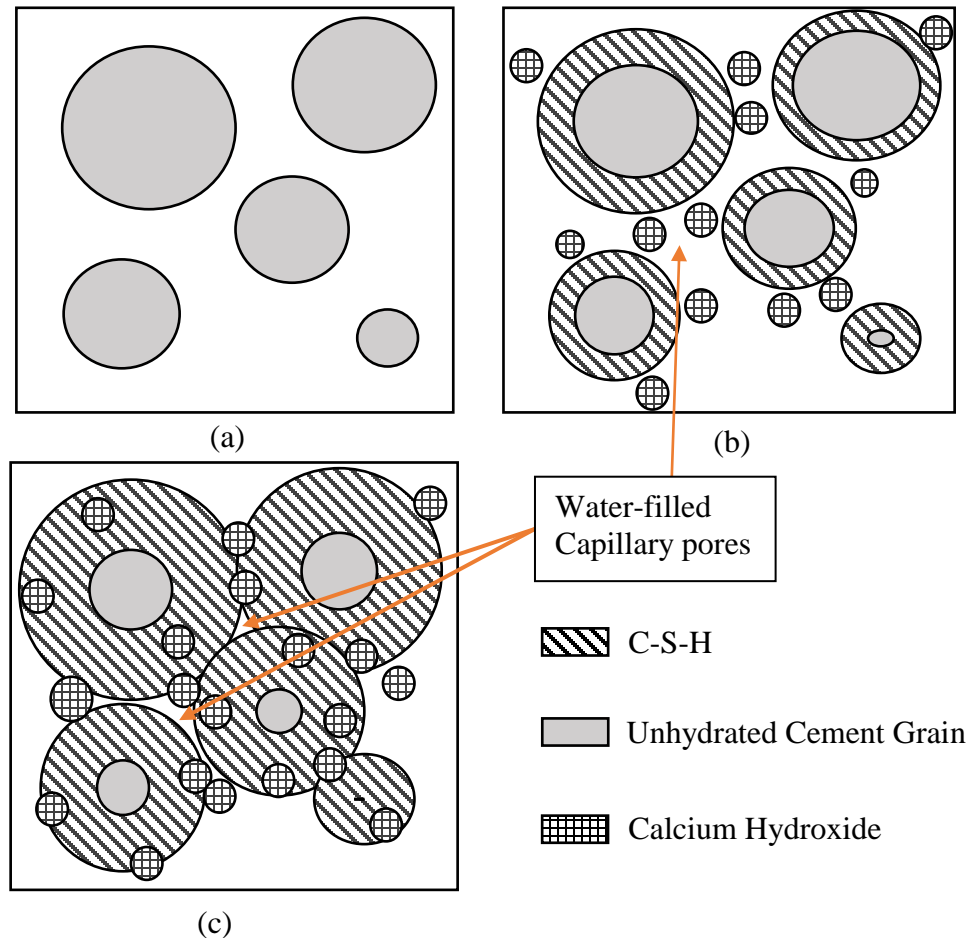 (a)
(b)
Water-filled
Capillary pores
C-S-H
Unhydrated Cement Grain
Calcium Hydroxide
(c)